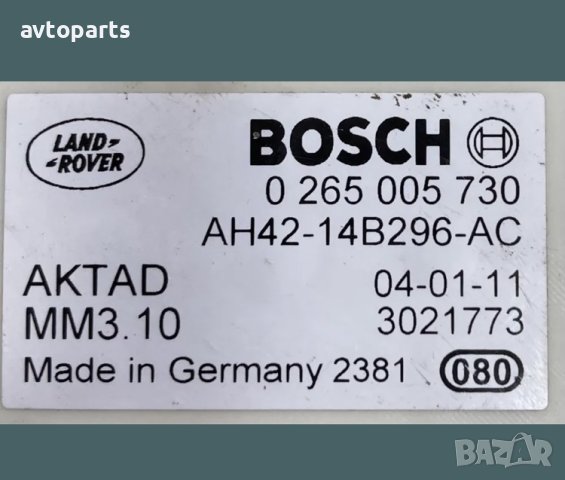 avtoparts
LAND-
-ROVER
BOSCH
0 265 005 730
AH42-14B296-AC
AKTAD 04-01-11
MM3.10 3021773
Made in Germany 2381 080
BAZAR